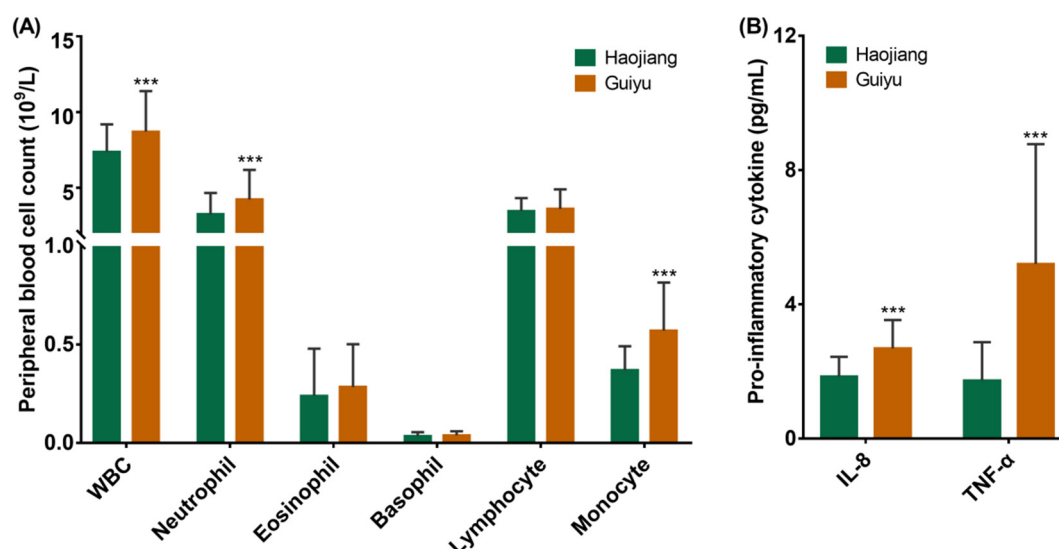 (A)
Peripheral blood cell count (10⁹/L)
15
10
5
1.0
0.5
0.0
Haojiang
Guiyu
***
***
***
WBC
Neutrophil
Eosinophil
Basophil
Lymphocyte
Monocyte
(B)
Pro-inflammatory cytokine (pg/mL)
12
8
4
0
Haojiang
Guiyu
***
***
IL-8
TNF-α